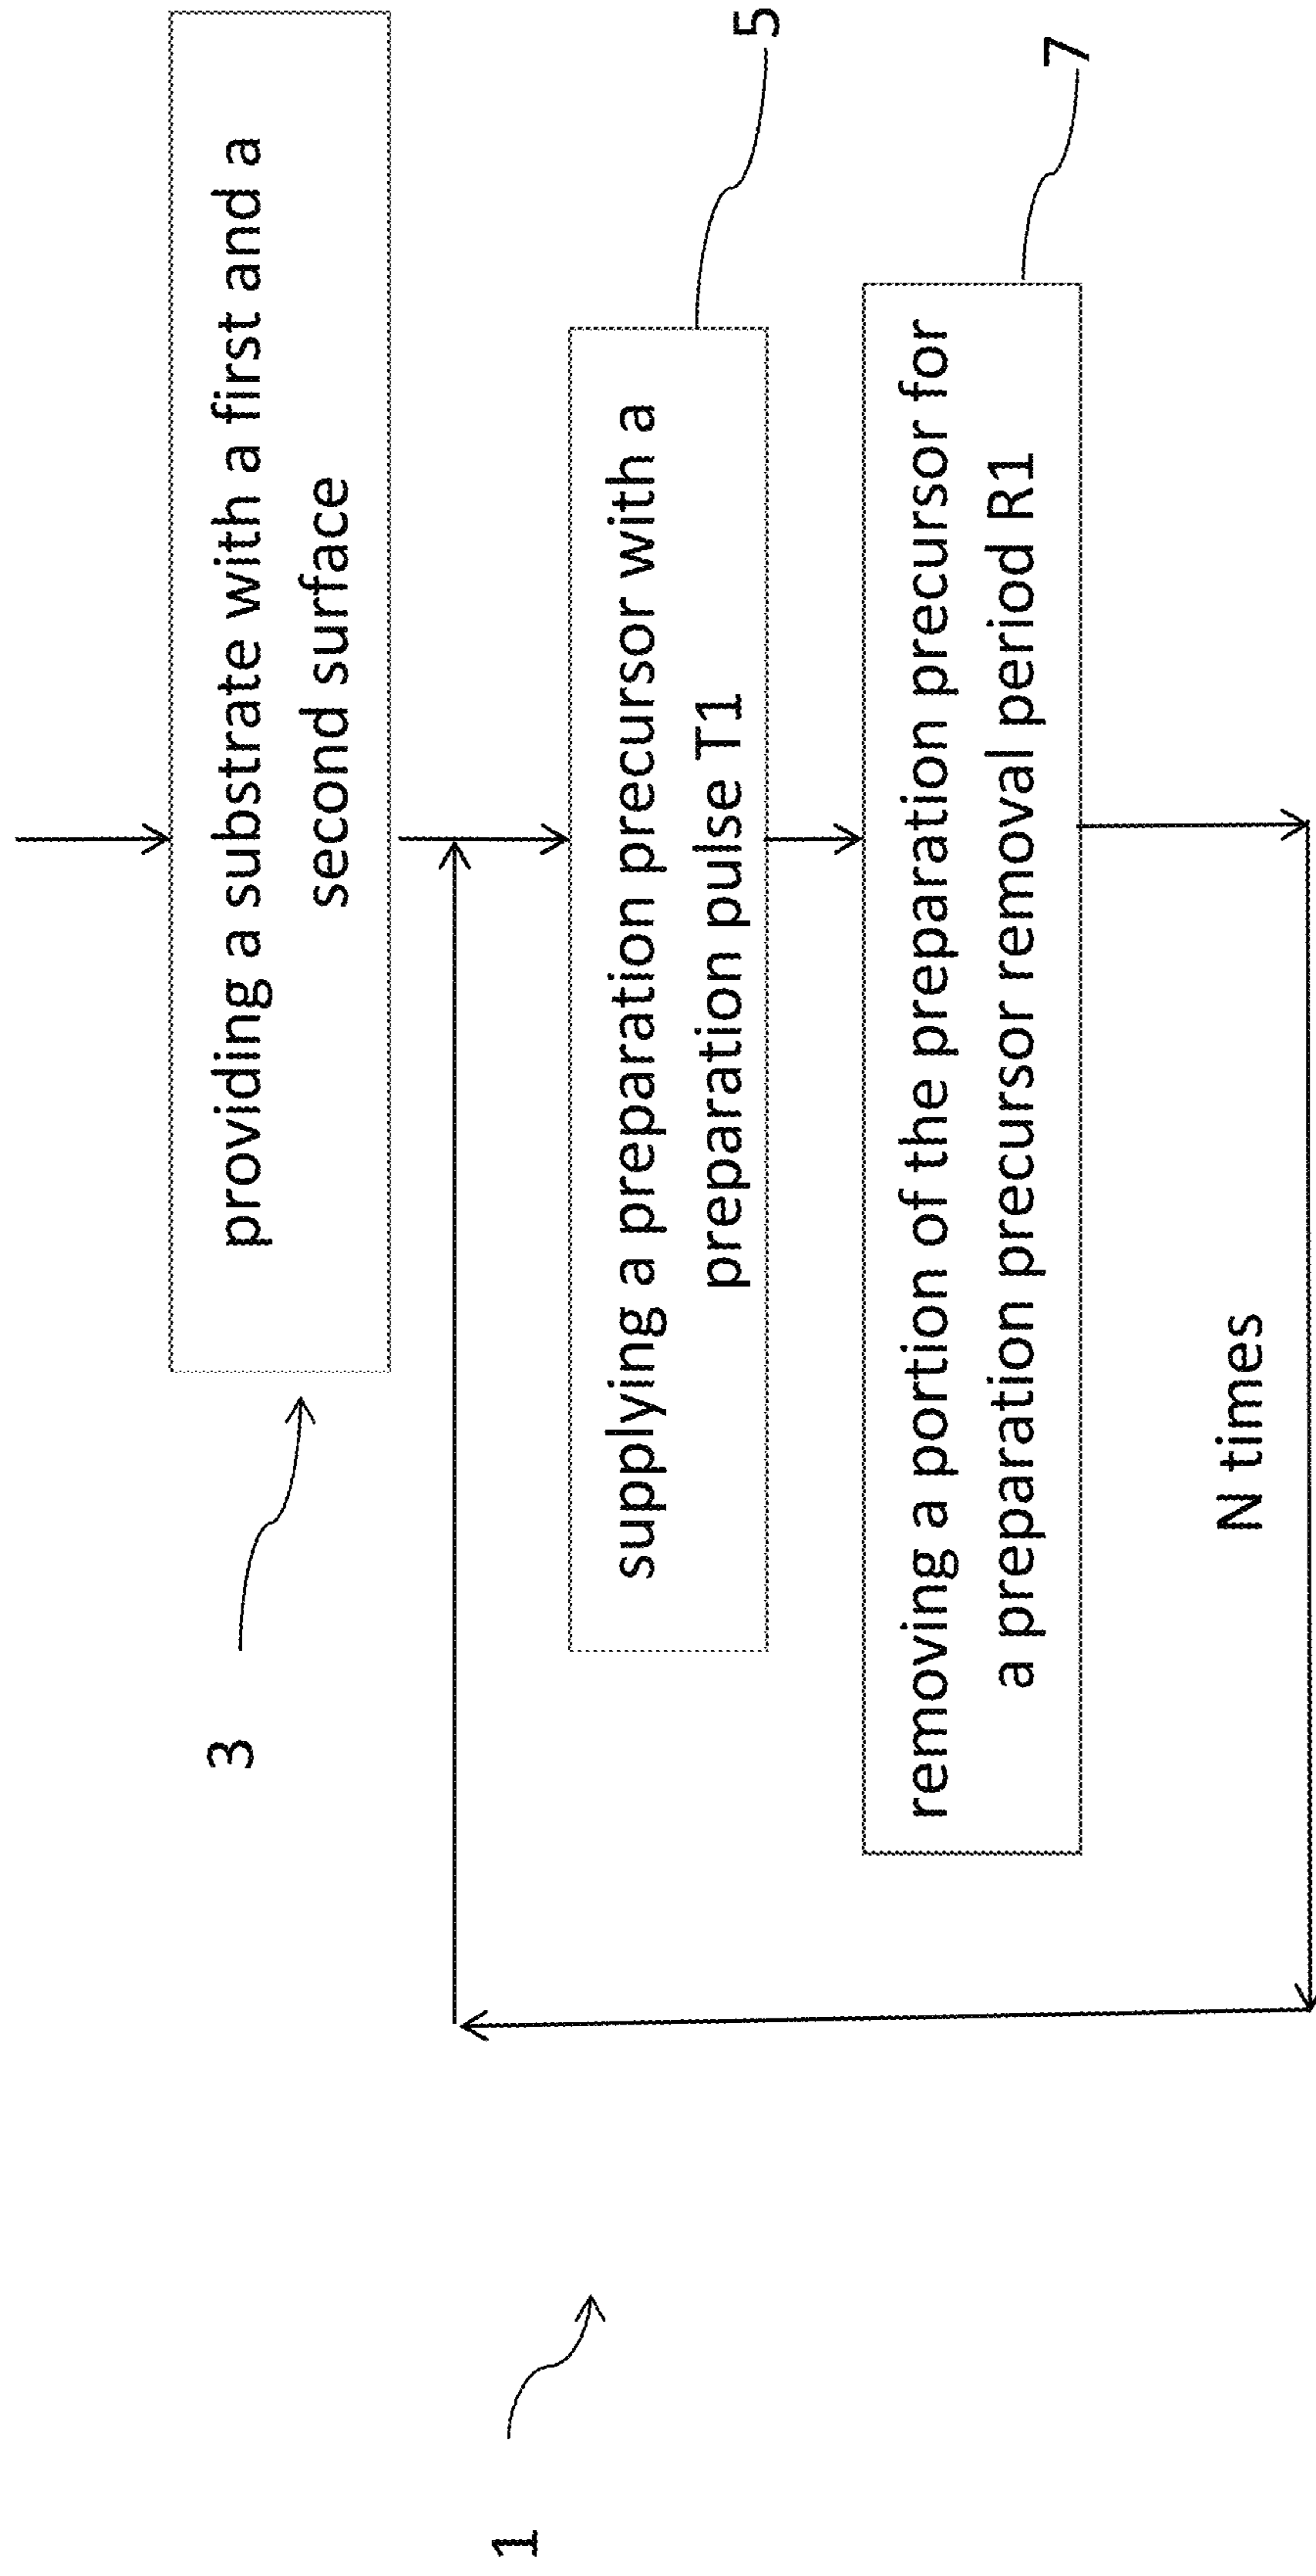 3
providing a substrate with a first and a
second surface
1
supplying a preparation precursor with a
preparation pulse T1
5
removing a portion of the preparation precursor for
a preparation precursor removal period R1
7
N times